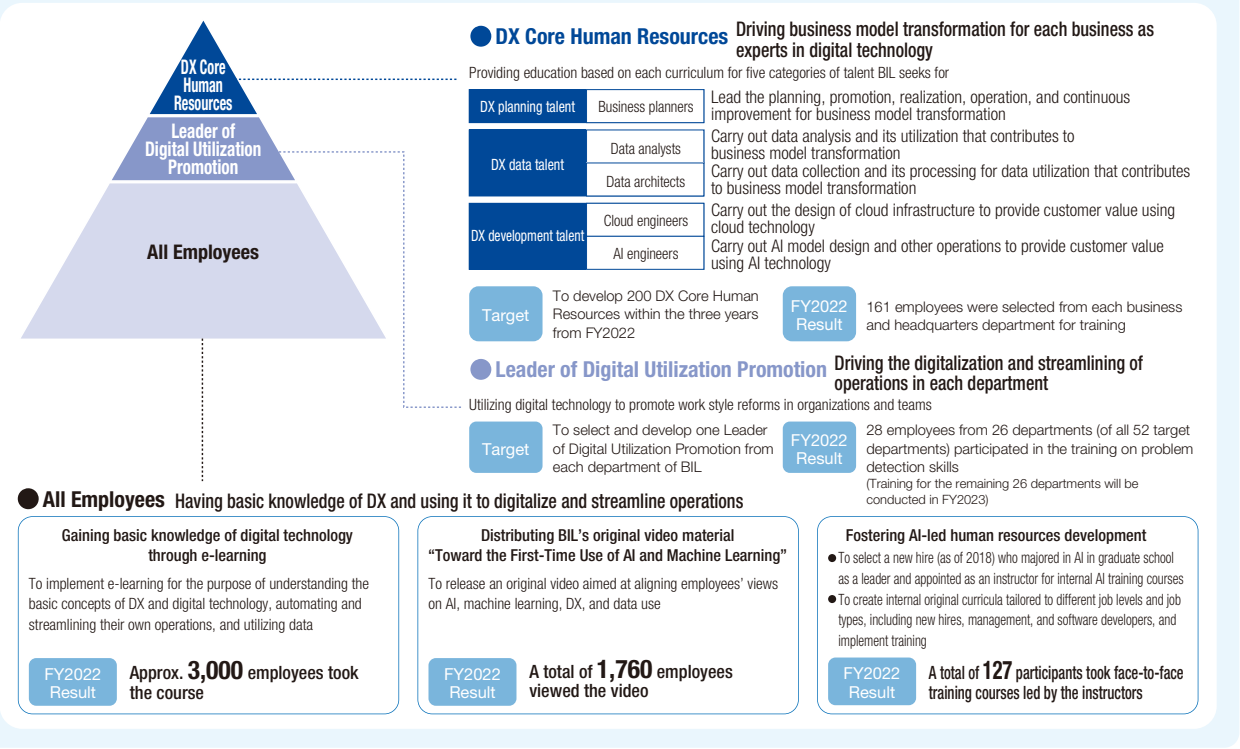 DX Core
Human
Resources
Leader of
Digital Utilization
Promotion
All Employees
DX Core Human Resources Driving business model transformation for each business as
experts in digital technology
Providing education based on each curriculum for five categories of talent BIL seeks for
DX planning talent
Business planners
Lead the planning, promotion, realization, operation, and continuous
improvement for business model transformation
DX data talent
Data analysts
Carry out data analysis and its utilization that contributes to
business model transformation
Data architects
Carry out data collection and its processing for data utilization that contributes
to business model transformation
DX development talent
Cloud engineers
Carry out the design of cloud infrastructure to provide customer value using
cloud technology
AI engineers
Carry out AI model design and other operations to provide customer value
using AI technology
Target
To develop 200 DX Core Human
Resources within the three years
from FY2022
FY2022
Result
161 employees were selected from each business
and headquarters department for training
Leader of Digital Utilization Promotion Driving the digitalization and streamlining of
operations in each department
Utilizing digital technology to promote work style reforms in organizations and teams
Target
To select and develop one Leader
of Digital Utilization Promotion from
each department of BIL
FY2022
Result
28 employees from 26 departments (of all 52 target
departments) participated in the training on problem
detection skills
(Training for the remaining 26 departments will be
conducted in FY2023)
All Employees Having basic knowledge of DX and using it to digitalize and streamline operations
Gaining basic knowledge of digital technology
through e-learning
To implement e-learning for the purpose of understanding the
basic concepts of DX and digital technology, automating and
streamlining their own operations, and utilizing data
FY2022
Result
Approx. 3,000 employees took
the course
Distributing BIL's original video material
“Toward the First-Time Use of AI and Machine Learning”
To release an original video aimed at aligning employees' views
on AI, machine learning, DX, and data use
FY2022
Result
A total of 1,760 employees
viewed the video
Fostering AI-led human resources development
● To select a new hire (as of 2018) who majored in AI in graduate school
as a leader and appointed as an instructor for internal AI training courses
● To create internal original curricula tailored to different job levels and job
types, including new hires, management, and software developers, and
implement training
FY2022
Result
A total of 127 participants took face-to-face
training courses led by the instructors